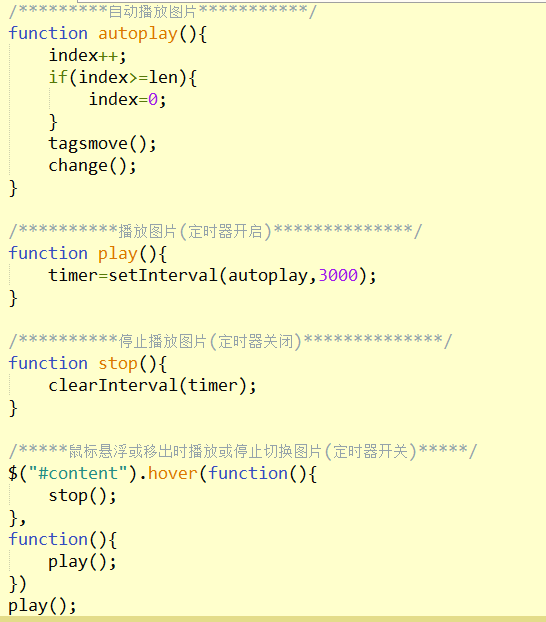 /*********自动播放图片***********/
function autoplay(){
    index++;
    if(index>=len){
        index=0;
    }
    tagsmove();
    change();
}
/**********播放图片(定时器开启)**************/
function play(){
    timer=setInterval(autoplay,3000);
}
/**********停止播放图片(定时器关闭)**************/
function stop(){
    clearInterval(timer);
}
/*****鼠标悬浮或移出时播放或停止切换图片(定时器开关)*****/
$("#content").hover(function(){
    stop();
},
function(){
    play();
})
play();